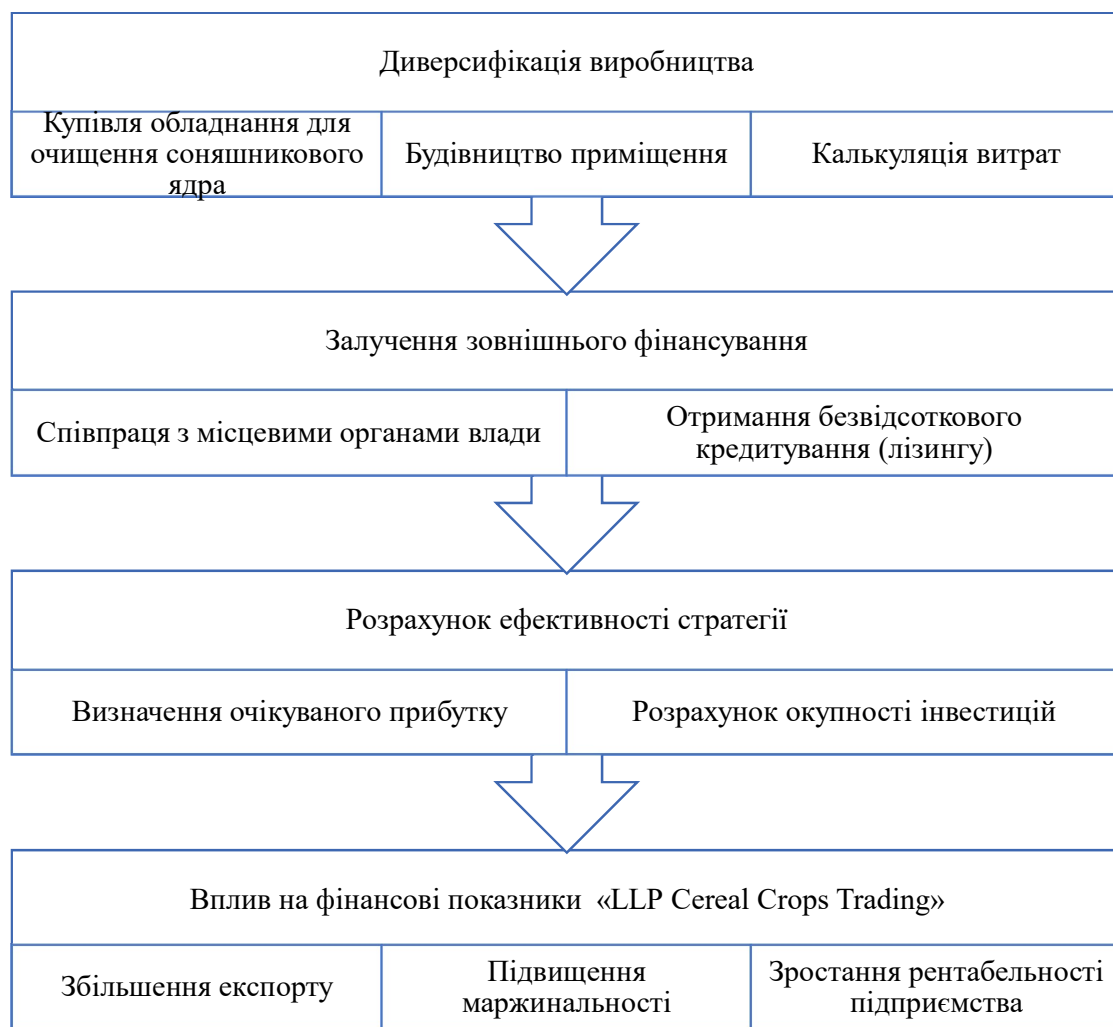 Диверсифікація виробництва
Купівля обладнання для
очищення соняшникового
ядра
Будівництво приміщення
Калькуляція витрат
Залучення зовнішнього фінансування
Співпраця з місцевими органами влади
Отримання безвідсоткового
кредитування (лізингу)
Розрахунок ефективності стратегії
Визначення очікуваного прибутку
Розрахунок окупності інвестицій
Вплив на фінансові показники «LLP Cereal Crops Trading»
Збільшення експорту
Підвищення
маржинальності
Зростання рентабельності
підприємства